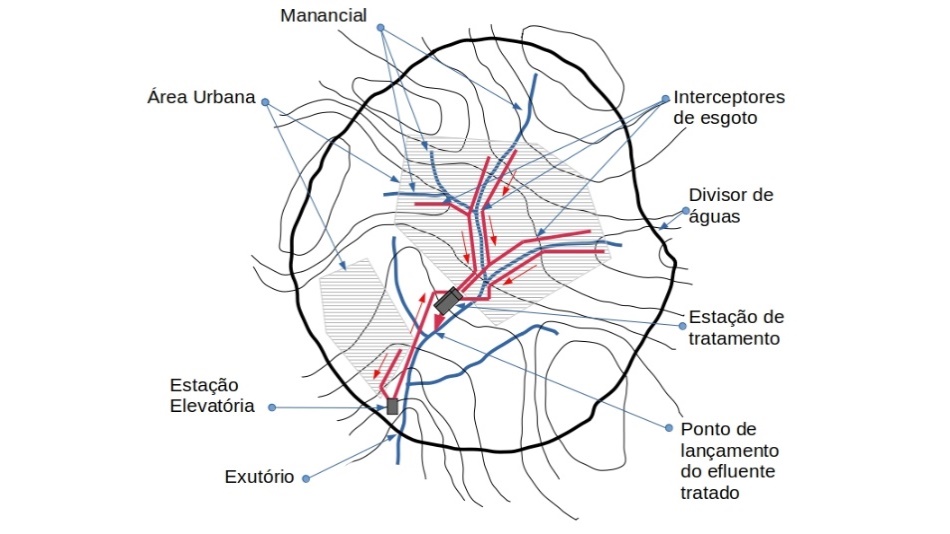 Manancial
Área Urbana
Interceptores
de esgoto
Divisor de
águas
Estação de
tratamento
Estação
Elevatória
Ponto de
lançamento
do efluente
tratado
Exutório